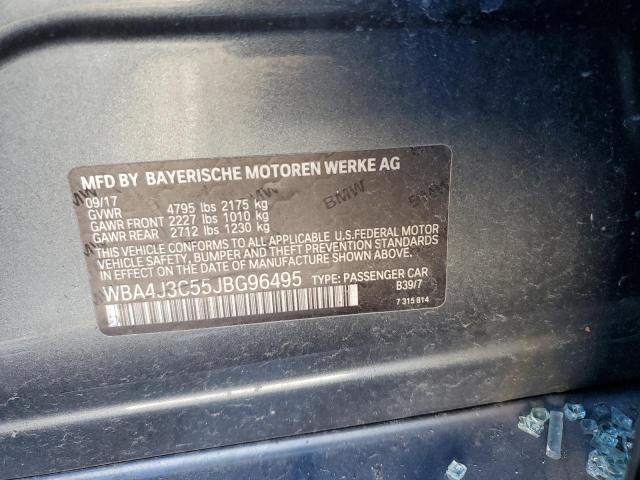 MFD BY BAYERISCHE MOTOREN WERKE AG
09/17
GVWR 4795 lbs 2175 kg
GAWR FRONT 2227 lbs 1010 kg
GAWR REAR 2712 lbs 1230 kg
THIS VEHICLE CONFORMS TO ALL APPLICABLE U.S.FEDERAL MOTOR
VEHICLE SAFETY, BUMPER, AND THEFT PREVENTION STANDARDS
IN EFFECT ON THE DATE OF MANUFACTURE SHOWN ABOVE.
WBA4J3C55JBG96495 TYPE: PASSENGER CAR
B39/7
7 315 814
BMW
BMW
BMW